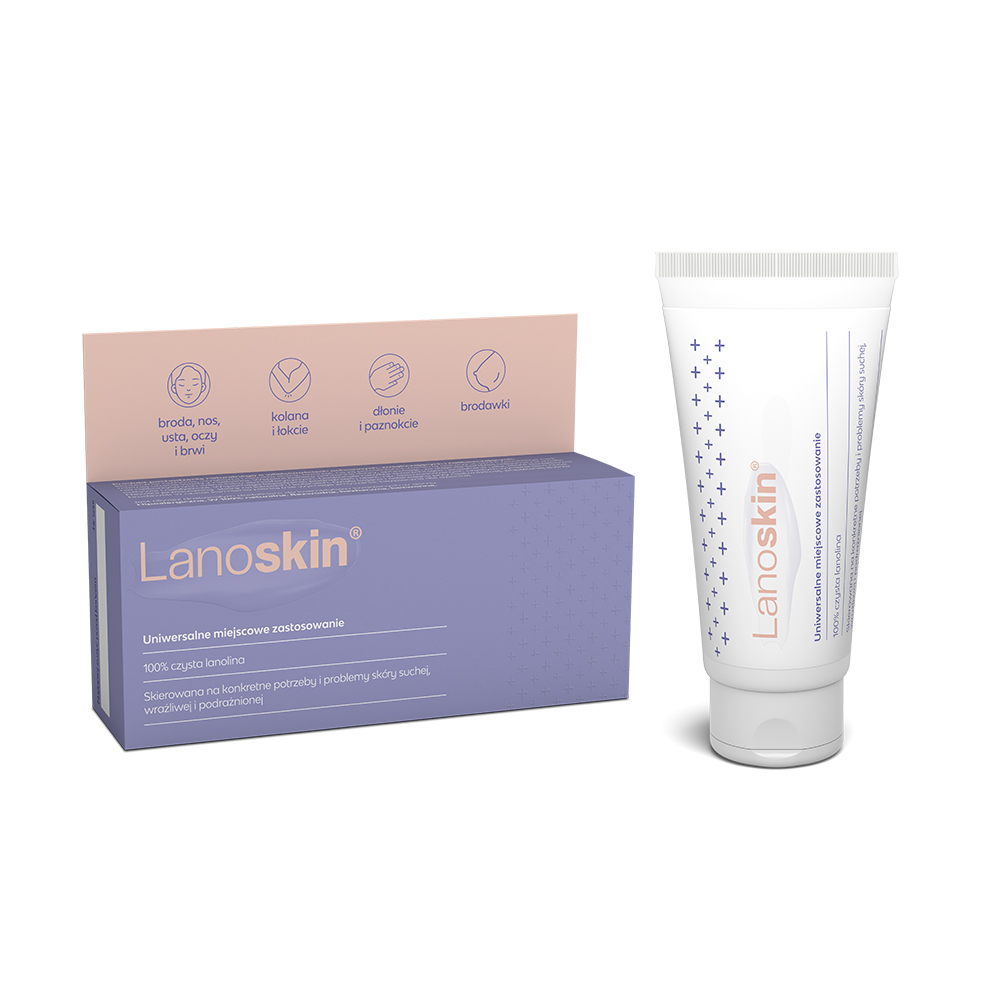 broda, nos,
usta, oczy
i brwi
kolana
i łokcie
dłonie
i paznokcie
brodawki
Lanoskin®
Uniwersalne miejscowe zastosowanie
100% czysta lanolina
Skierowana na konkretne potrzeby i problemy skóry suchej,
wrażliwej i podrażnionej
Lanoskin®
Uniwersalne miejscowe zastosowanie
100% czysta lanolina
Skierowana na konkretne potrzeby i problemy skóry suchej,